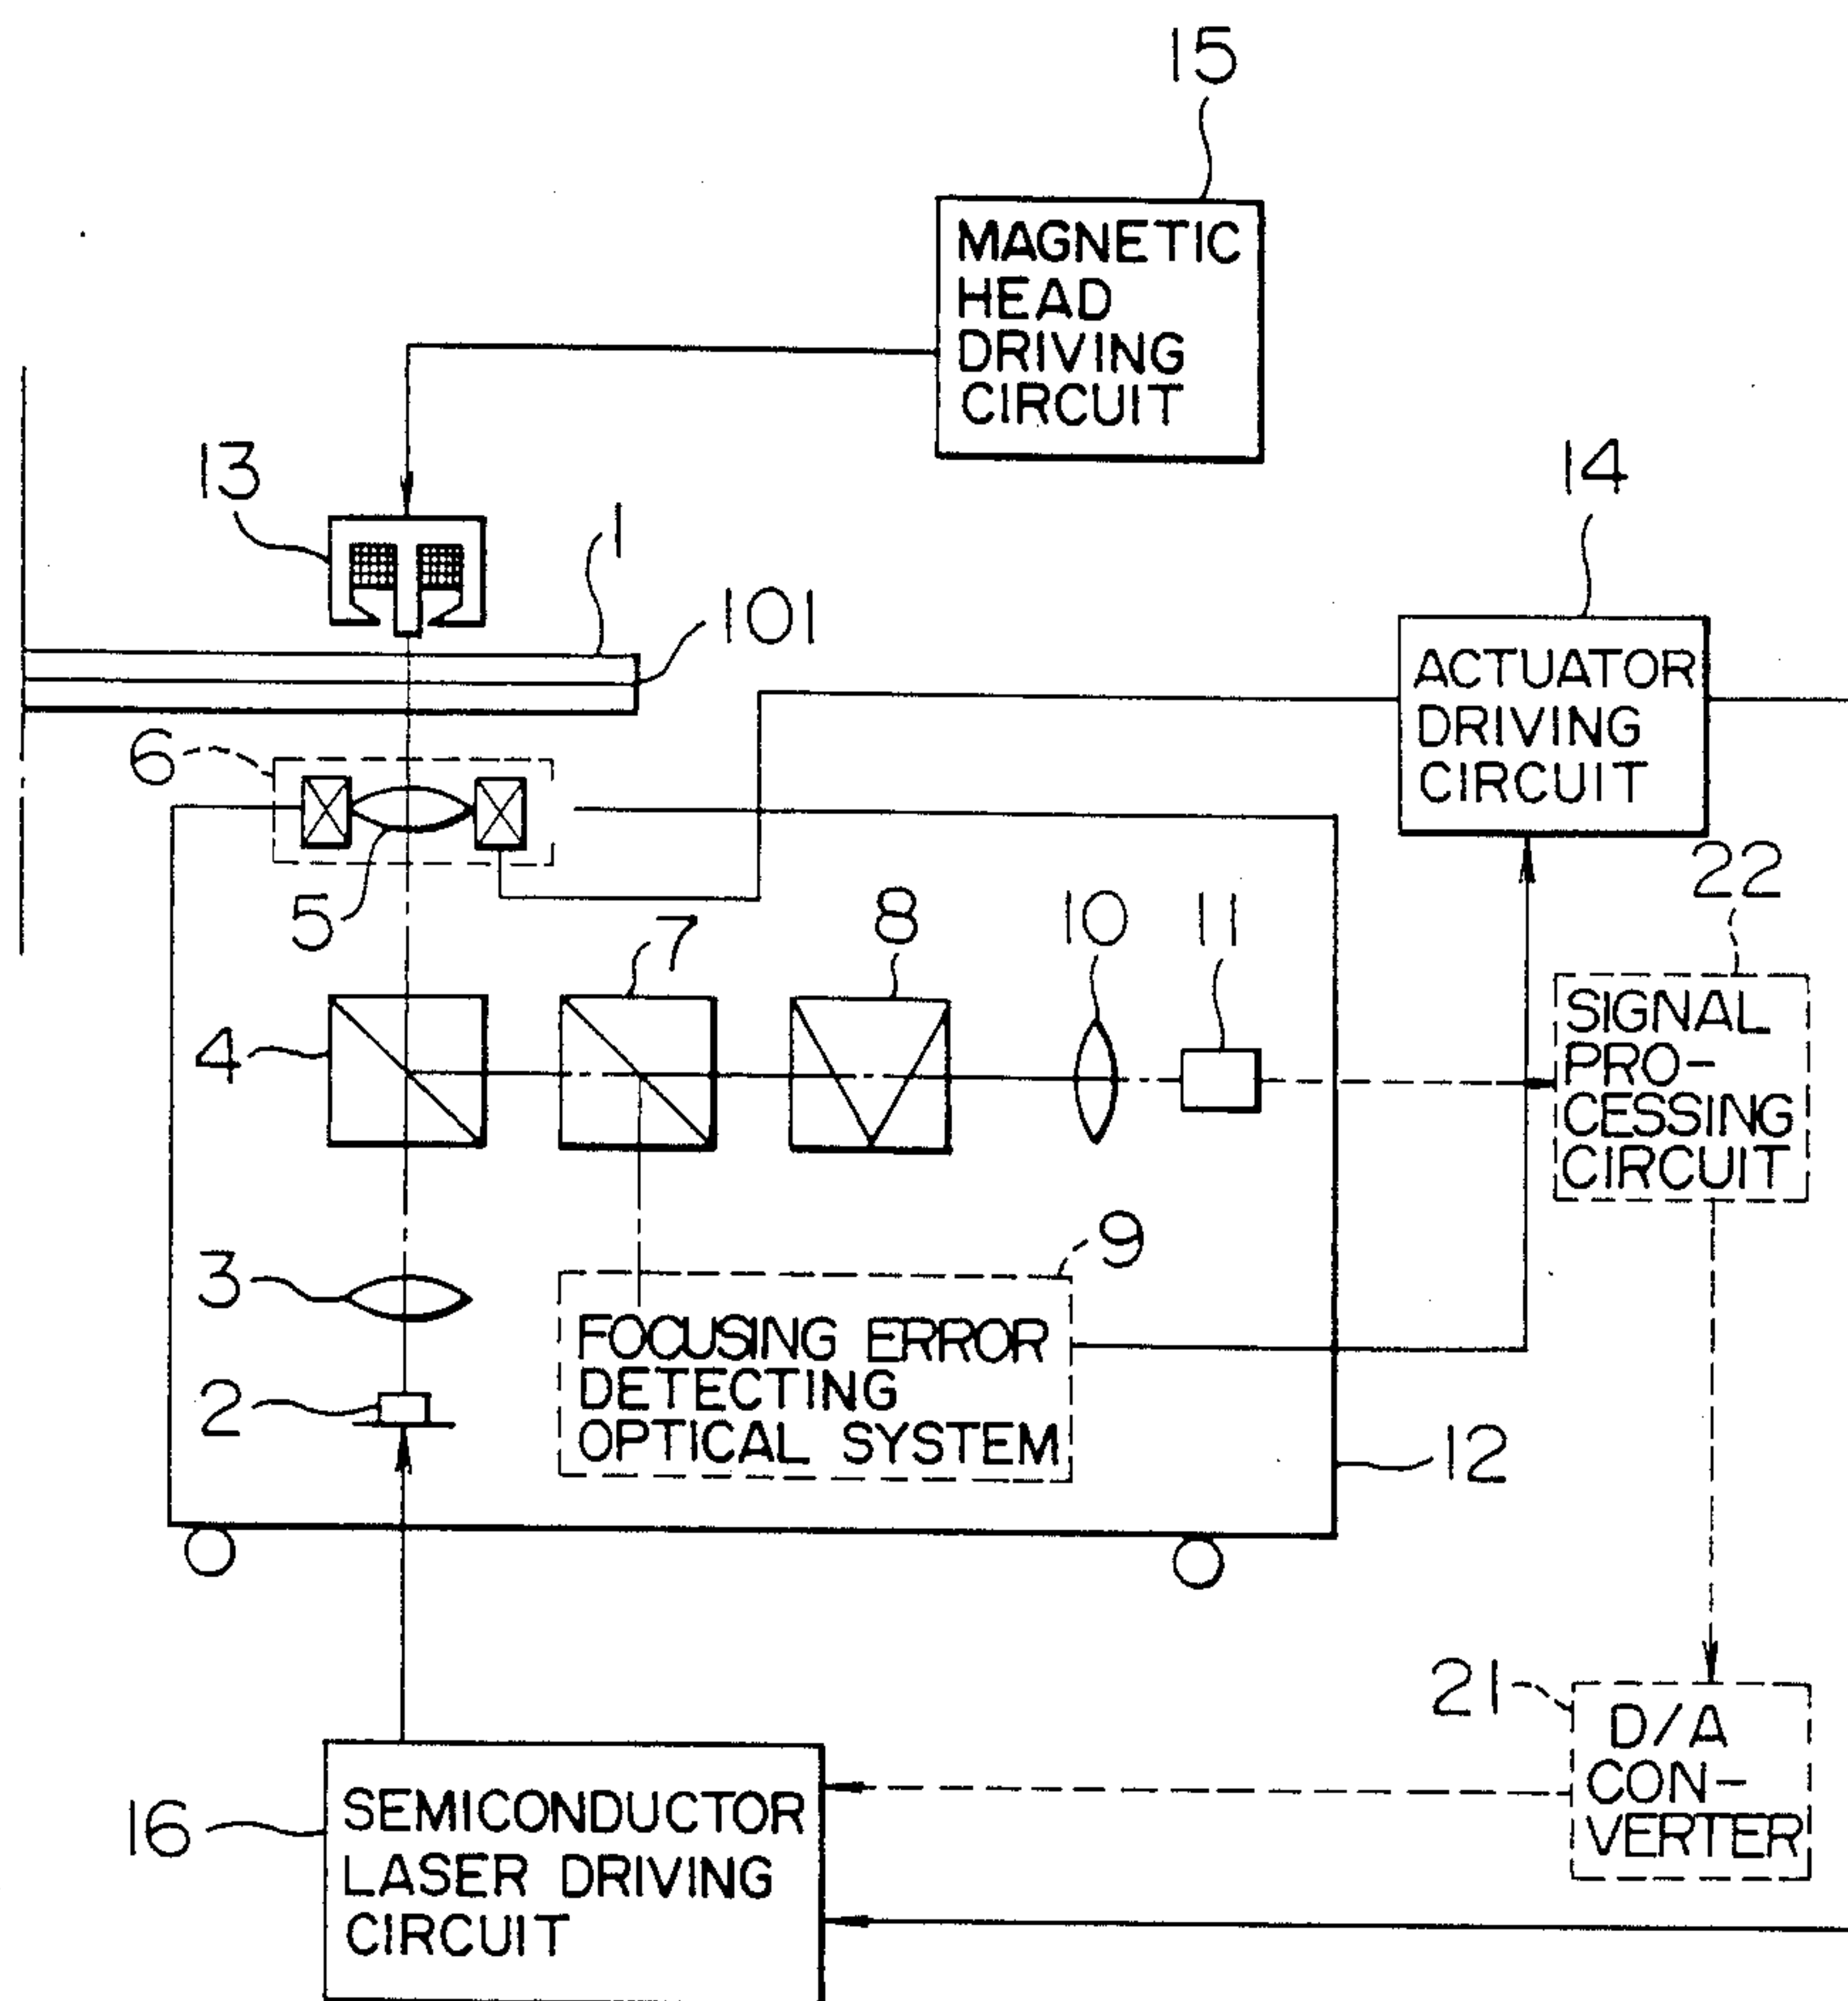 15
MAGNETIC
HEAD
DRIVING
CIRCUIT
13
1
101
14
ACTUATOR
DRIVING
CIRCUIT
6
5
7
8
10
11
22
SIGNAL
PRO-
CESSING
CIRCUIT
4
3
9
FOCUSING ERROR
DETECTING
OPTICAL SYSTEM
2
12
21
D/A
CON-
VERTER
16
SEMICONDUCTOR
LASER DRIVING
CIRCUIT